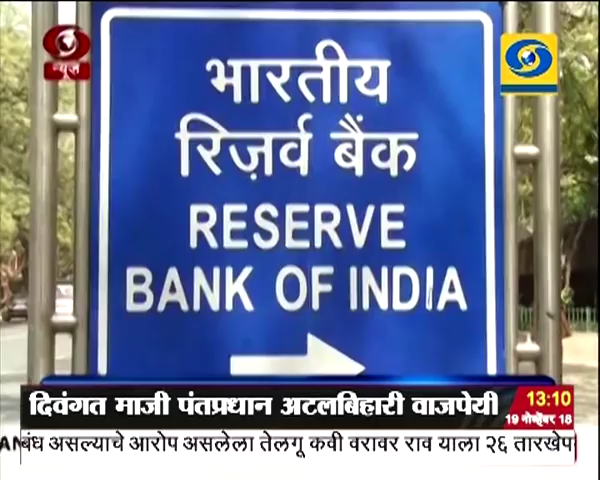 न्यूज़
भारतीय
रिज़र्व बैंक
RESERVE
BANK OF INDIA
दिवंगत माजी पंतप्रधान अटलबिहारी वाजपेयी
13:10
19 नोव्हेंबर 18
बंध असल्याचे आरोप असलेला तेलगू कवी वरावर राव याला २६ तारखेप